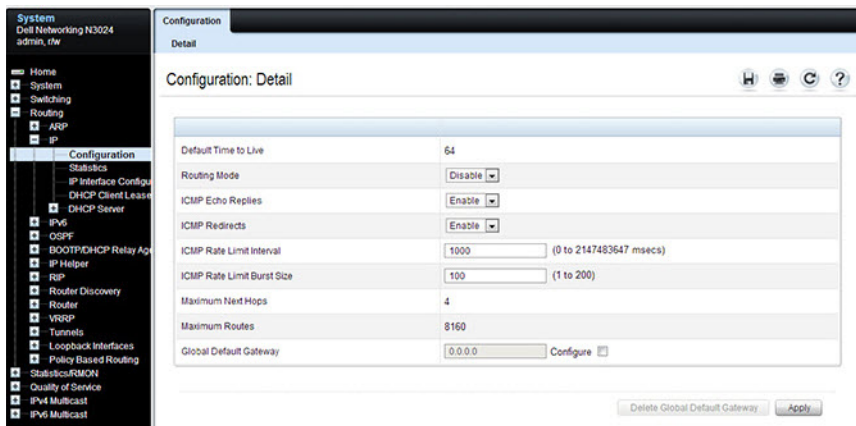 System
Dell Networking N3024
admin, r/w
Home
System
Switching
Routing
ARP
IP
Configuration
Statistics
IP Interface Configu
DHCP Client Lease
DHCP Server
IPv6
OSPF
BOOTP/DHCP Relay Age
IP Helper
RIP
Router Discovery
Router
VRRP
Tunnels
Loopback Interfaces
Policy Based Routing
Statistics/RMON
Quality of Service
IPv4 Multicast
IPv6 Multicast
Configuration
Detail
Configuration: Detail
Default Time to Live 64
Routing Mode Disable
ICMP Echo Replies Enable
ICMP Redirects Enable
ICMP Rate Limit Interval 1000 (0 to 2147483647 msecs)
ICMP Rate Limit Burst Size 100 (1 to 200)
Maximum Next Hops 4
Maximum Routes 8160
Global Default Gateway 0.0.0.0 Configure
Delete Global Default Gateway Apply